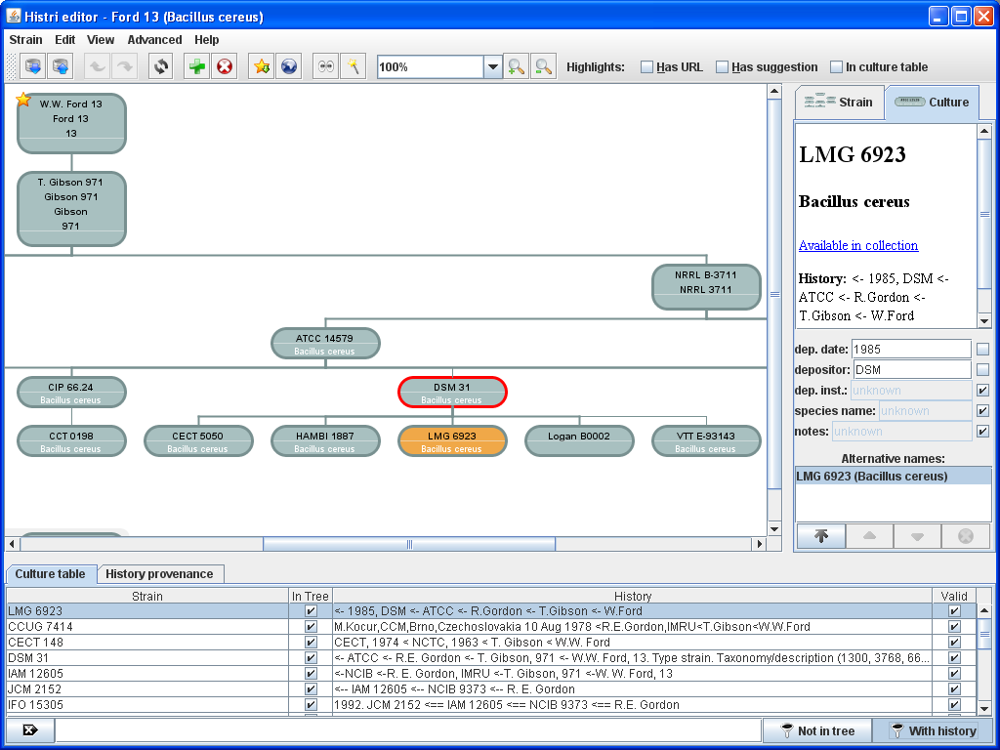 Histri editor - Ford 13 (Bacillus cereus)
Strain Edit View Advanced Help
100% Highlights: Has URL Has suggestion In culture table
W.W. Ford 13
Ford 13
13
T. Gibson 971
Gibson 971
Gibson
971
NRRL B-3711
NRRL 3711
ATCC 14579
Bacillus cereus
CIP 66.24
Bacillus cereus
DSM 31
Bacillus cereus
CCT 0198
Bacillus cereus
CECT 5050
Bacillus cereus
HAMBI 1887
Bacillus cereus
LMG 6923
Bacillus cereus
Logan B0002
VTT E-93143
Bacillus cereus
Strain Culture
LMG 6923
Bacillus cereus
Available in collection
History: <- 1985, DSM <-
ATCC <- R.Gordon <-
T.Gibson <- W.Ford
dep. date: 1985
depositor: DSM
dep. inst.: unknown
species name: unknown
notes: unknown
Alternative names:
LMG 6923 (Bacillus cereus)
Culture table History provenance
Strain In Tree History Valid
LMG 6923 <- 1985, DSM <- ATCC <- R.Gordon <- T.Gibson <- W.Ford
CCUG 7414 M.Kocur,CCM,Brno,Czechoslovakia 10 Aug 1978 <R.E.Gordon,IMRU<T.Gibson<W.W.Ford
CECT 148 CECT, 1974 < NCTC, 1963 < T. Gibson < W.W. Ford
DSM 31 <- ATCC <- R.E. Gordon <- T. Gibson, 971 <- W.W. Ford, 13. Type strain. Taxonomy/description (1300, 3768, 66...
IAM 12605 <-NCIB <-R. E. Gordon, IMRU <-T. Gibson, 971 <-W. W. Ford, 13
JCM 2152 <-- IAM 12605 <-- NCIB 9373 <-- R. E. Gordon
IFO 15305 1992. JCM 2152 <== IAM 12605 <== NCIB 9373 <== R.E. Gordon
Not in tree With history